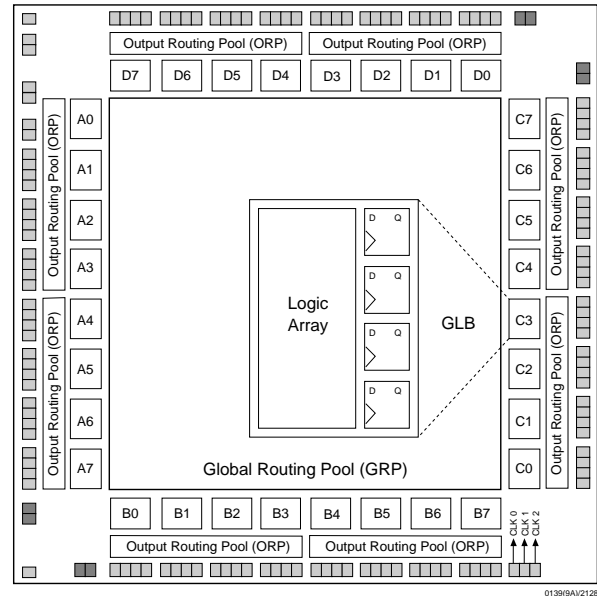 Output Routing Pool (ORP) Output Routing Pool (ORP)
D7 D6 D5 D4 D3 D2 D1 D0
Output Routing Pool (ORP)
Output Routing Pool (ORP)
A0
A1
A2
A3
A4
A5
A6
A7
D Q
D Q
D Q
D Q
Logic
Array
GLB
Global Routing Pool (GRP)
C7
C6
C5
C4
C3
C2
C1
C0
Output Routing Pool (ORP)
Output Routing Pool (ORP)
B0 B1 B2 B3 B4 B5 B6 B7
CLK 0
CLK 1
CLK 2
Output Routing Pool (ORP) Output Routing Pool (ORP)
0139(9A)/2128